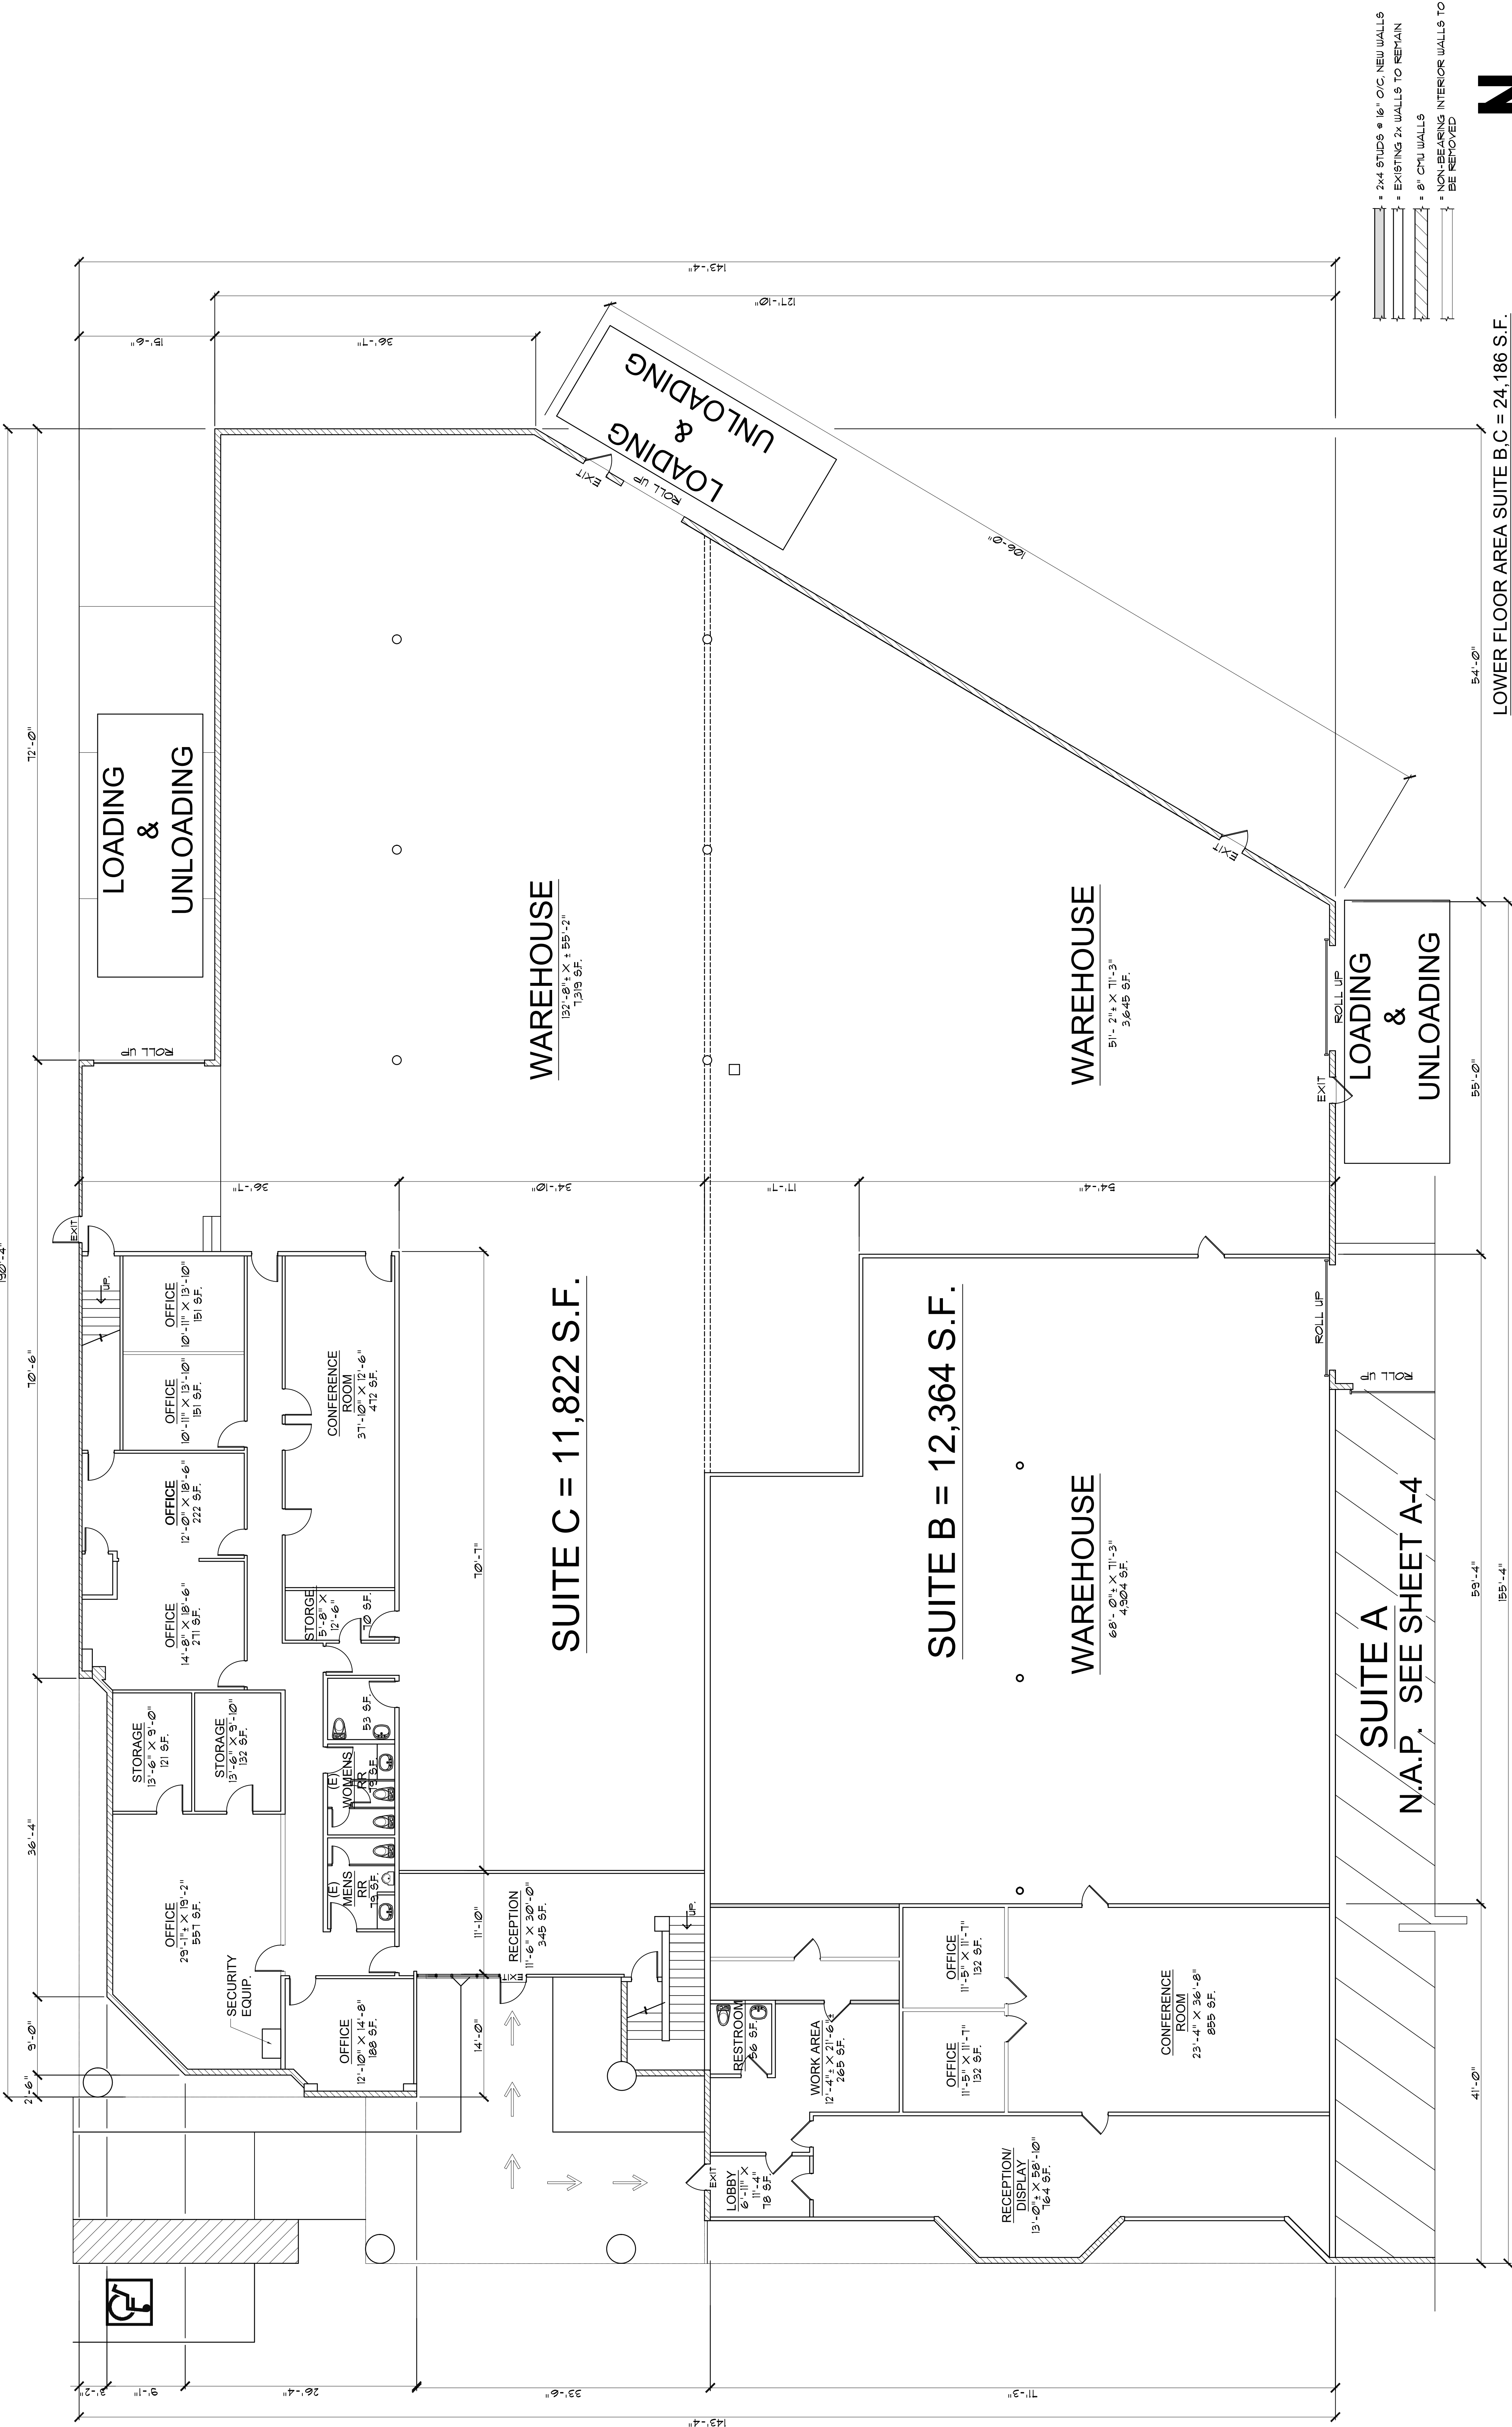 = 2x4 STUDS @ 16" O/C, NEW WALLS
= EXISTING 2x WALLS TO REMAIN
= 8" CMU WALLS
= NON-BEARING INTERIOR WALLS TO
BE REMOVED
N
LOWER FLOOR AREA SUITE B,C = 24,186 S.F.
190'-4"
72'-0"
70'-6"
36'-4"
9'-0"
2'-6"
143'-4"
127'-10"
15'-6"
36'-7"
LOADING
&
UNLOADING
ROLL UP
LOADING
&
UNLOADING
EXIT
ROLL UP
106'-0"
WAREHOUSE
132'-8"± X ± 55'-2"
7,319 S.F.
WAREHOUSE
51'- 2"± X 71'-3"
3,645 S.F.
EXIT
ROLL UP
EXIT
LOADING
&
UNLOADING
54'-0"
55'-0"
59'-4"
41'-0"
155'-4"
36'-7"
34'-10"
17'-7"
54'-4"
EXIT
UP.
OFFICE
10'-11" X 13'-10"
151 S.F.
OFFICE
10'-11" X 13'-10"
151 S.F.
OFFICE
12'-0" X 18'-6"
222 S.F.
OFFICE
14'-8" X 18'-6"
271 S.F.
CONFERENCE
ROOM
37'-10" X 12'-6"
472 S.F.
STORGE
5'-8" X
12'-6"
70 S.F.
STORAGE
13'-6" X 9'-0"
121 S.F.
STORAGE
13'-6" X 9'-10"
132 S.F.
53 S.F.
(E)
WOMENS
RR
79 S.F.
(E)
MENS
RR
79 S.F.
OFFICE
29'-1"± X 19'-2"
557 S.F.
SECURITY
EQUIP.
OFFICE
12'-10" X 14'-8"
188 S.F.
SUITE C = 11,822 S.F.
70'-7"
11'-10"
14'-0"
RECEPTION
11'-6" X 30'-0"
345 S.F.
EXIT
UP.
SUITE B = 12,364 S.F.
WAREHOUSE
68'- 0"± X 71'-3"
4,904 S.F.
ROLL UP
ROLL UP
SUITE A
N.A.P. SEE SHEET A-4
RESTROOM
56 S.F.
WORK AREA
12'-4"± X 21'-6"±
265 S.F.
OFFICE
11'-5" X 11'-7"
132 S.F.
OFFICE
11'-5" X 11'-7"
132 S.F.
CONFERENCE
ROOM
23'-4" X 36'-8"
855 S.F.
EXIT
LOBBY
6'-11" X
11'-4"
78 S.F.
RECEPTION/
DISPLAY
13'-0"± X 58'-10"
764 S.F.
3'-2"
9'-1"
26'-4"
33'-6"
71'-3"
143'-4"